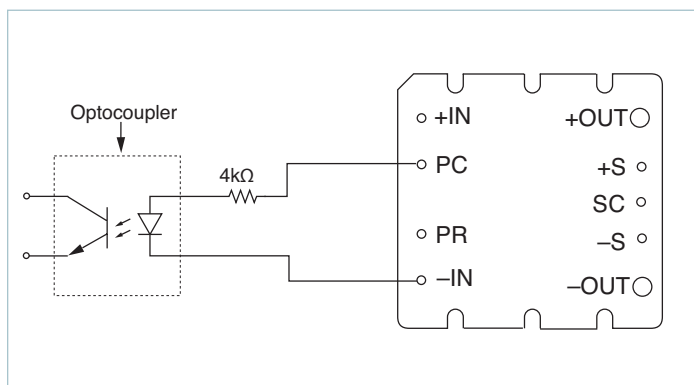 Optocoupler
4kΩ
+IN
PC
PR
–IN
+OUT
+S
SC
–S
–OUT